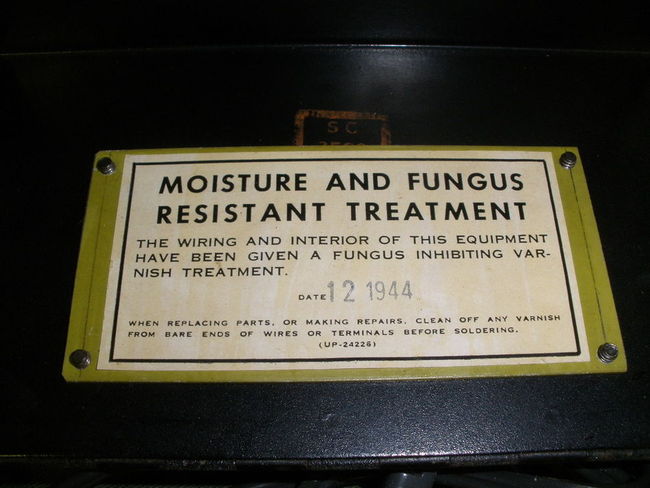 SC
MOISTURE AND FUNGUS
RESISTANT TREATMENT
THE WIRING AND INTERIOR OF THIS EQUIPMENT
HAVE BEEN GIVEN A FUNGUS INHIBITING VAR-
NISH TREATMENT.
DATE 12 1944
WHEN REPLACING PARTS, OR MAKING REPAIRS, CLEAN OFF ANY VARNISH
FROM BARE ENDS OF WIRES OR TERMINALS BEFORE SOLDERING.
(UP-24226)